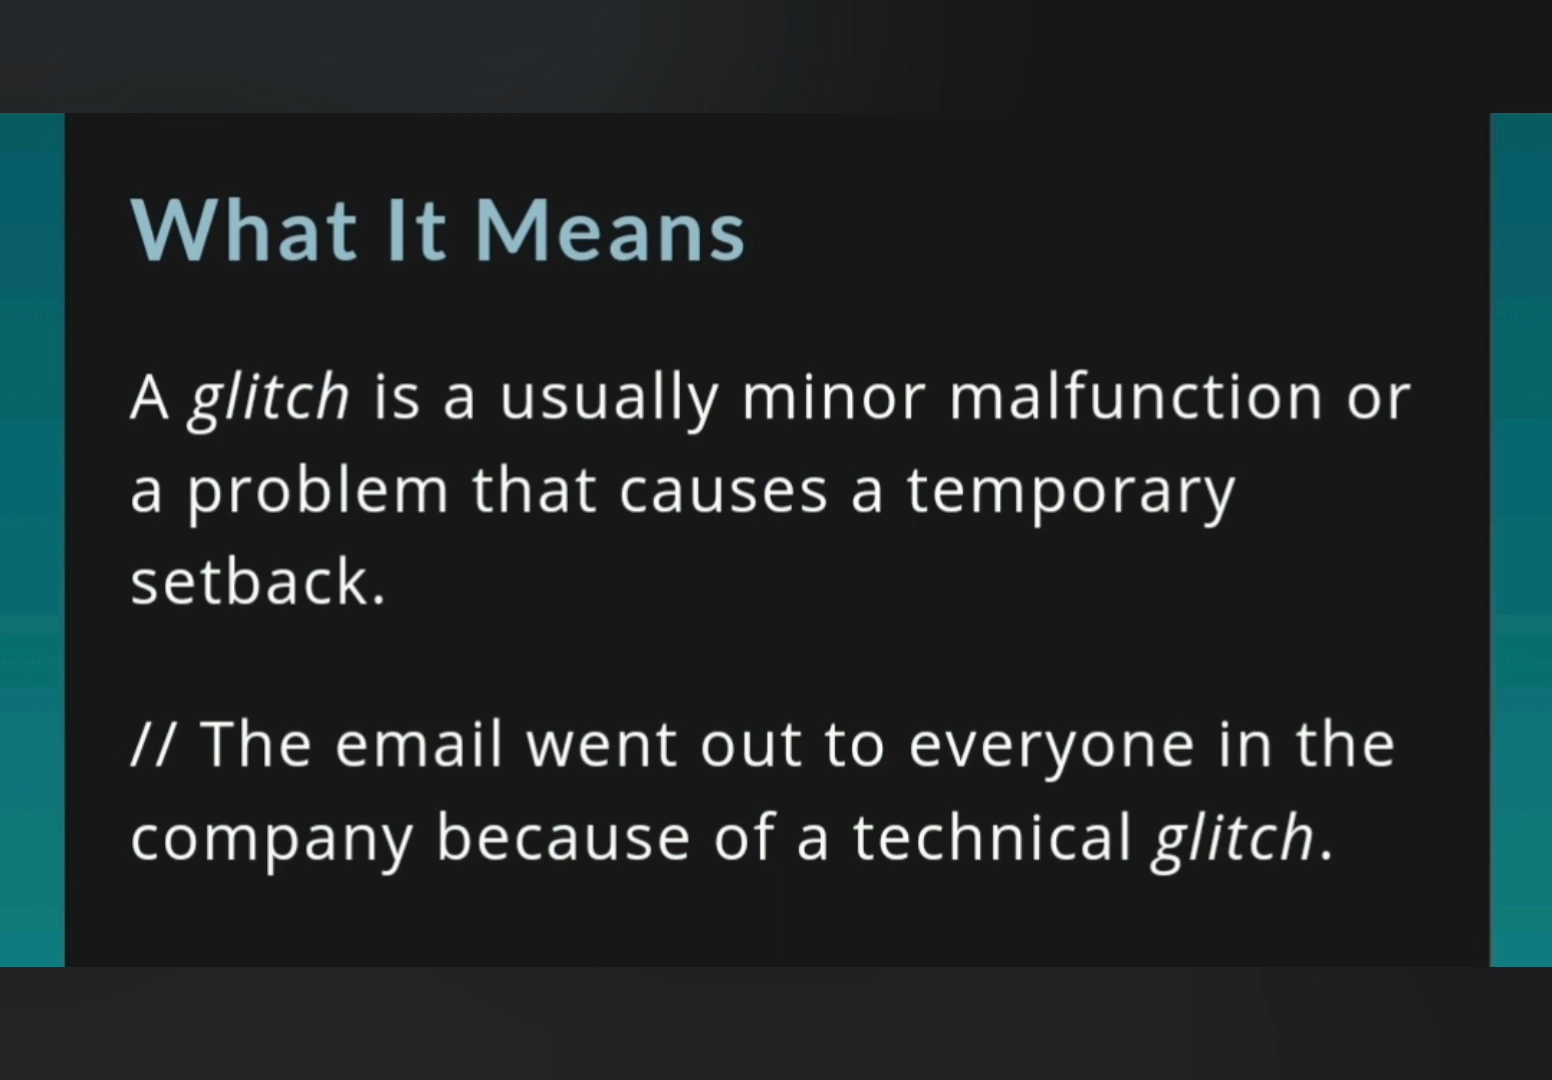 What It Means
A glitch is a usually minor malfunction or
a problem that causes a temporary
setback.
// The email went out to everyone in the
company because of a technical glitch.